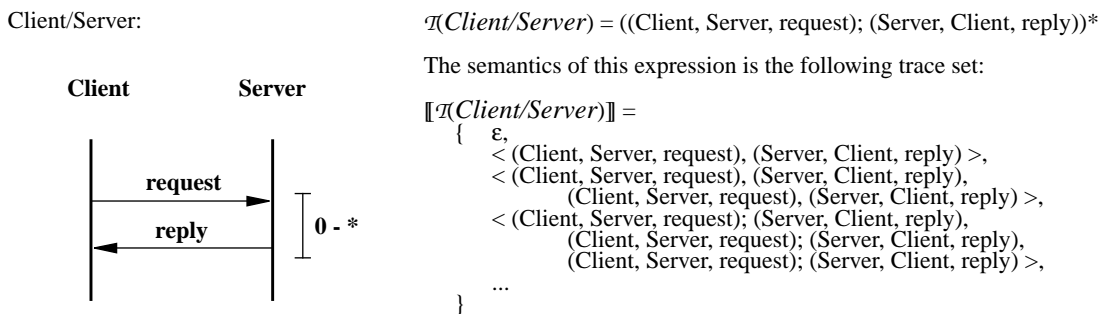 Client/Server:
𝒯(Client/Server) = ((Client, Server, request); (Server, Client, reply))*
The semantics of this expression is the following trace set:
Client Server
⟦𝒯(Client/Server)⟧ =
{ ε,
< (Client, Server, request), (Server, Client, reply) >,
< (Client, Server, request), (Server, Client, reply),
(Client, Server, request), (Server, Client, reply) >,
< (Client, Server, request); (Server, Client, reply),
(Client, Server, request); (Server, Client, reply),
(Client, Server, request); (Server, Client, reply) >,
...
}
request
reply
0 - *